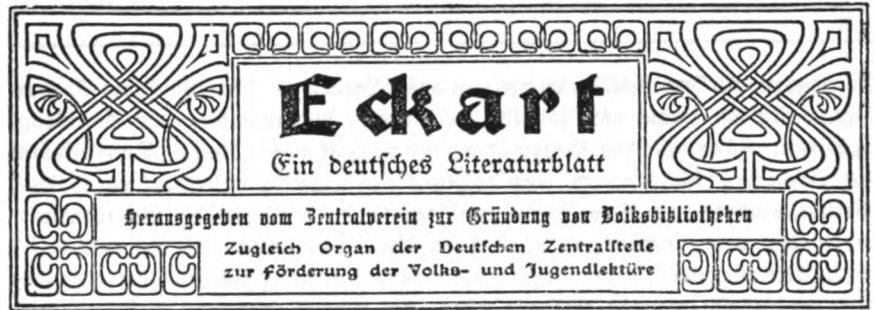 Eckart
Ein deutſches Literaturblatt
Herausgegeben vom Zentralverein zur Gründung von Volksbibliotheken
Zugleich Organ der Deutſchen Zentralſtelle
zur Förderung der Volks- und Jugendlektüre